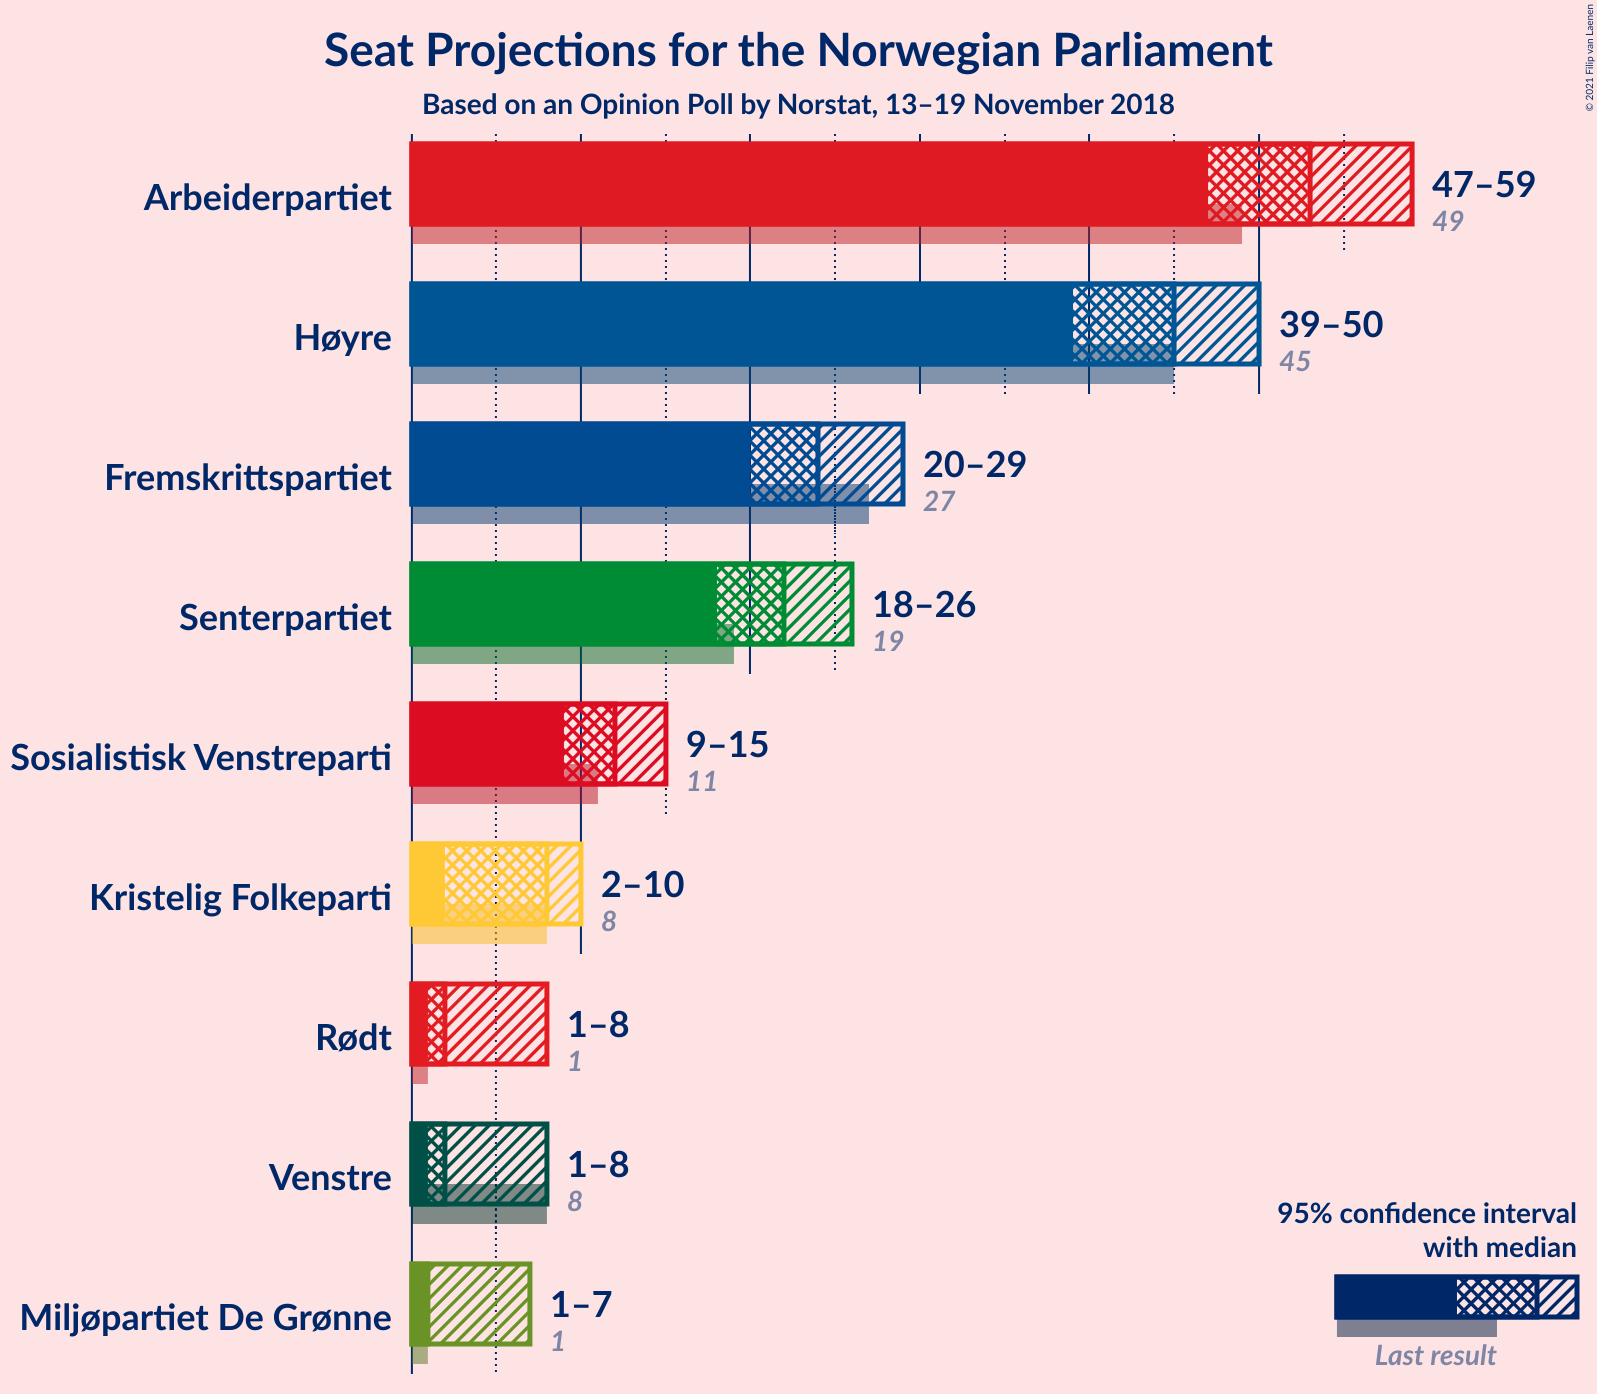 Seat Projections for the Norwegian Parliament
Based on an Opinion Poll by Norstat, 13–19 November 2018
© 2021 Filip van Laenen
Arbeiderpartiet
47–59
49
Høyre
39–50
45
Fremskrittspartiet
20–29
27
Senterpartiet
18–26
19
Sosialistisk Venstreparti
9–15
11
Kristelig Folkeparti
2–10
8
Rødt
1–8
1
Venstre
1–8
8
Miljøpartiet De Grønne
1–7
1
95% confidence interval
with median
Last result